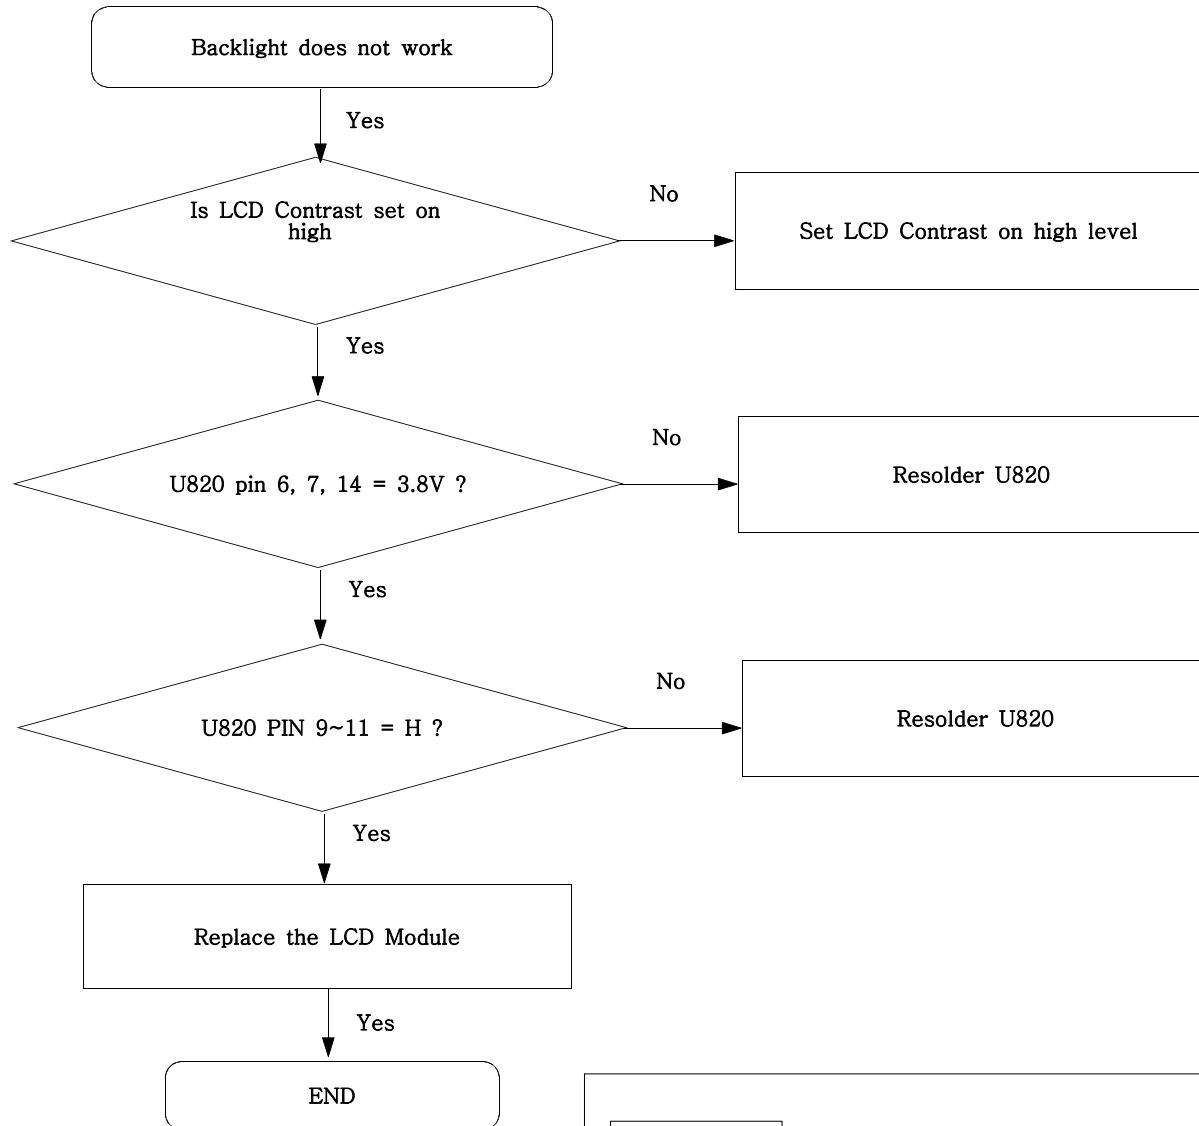 Backlight does not work
Yes
Is LCD Contrast set on
high
No
Set LCD Contrast on high level
Yes
U820 pin 6, 7, 14 = 3.8V ?
No
Resolder U820
Yes
U820 PIN 9~11 = H ?
No
Resolder U820
Yes
Replace the LCD Module
Yes
END